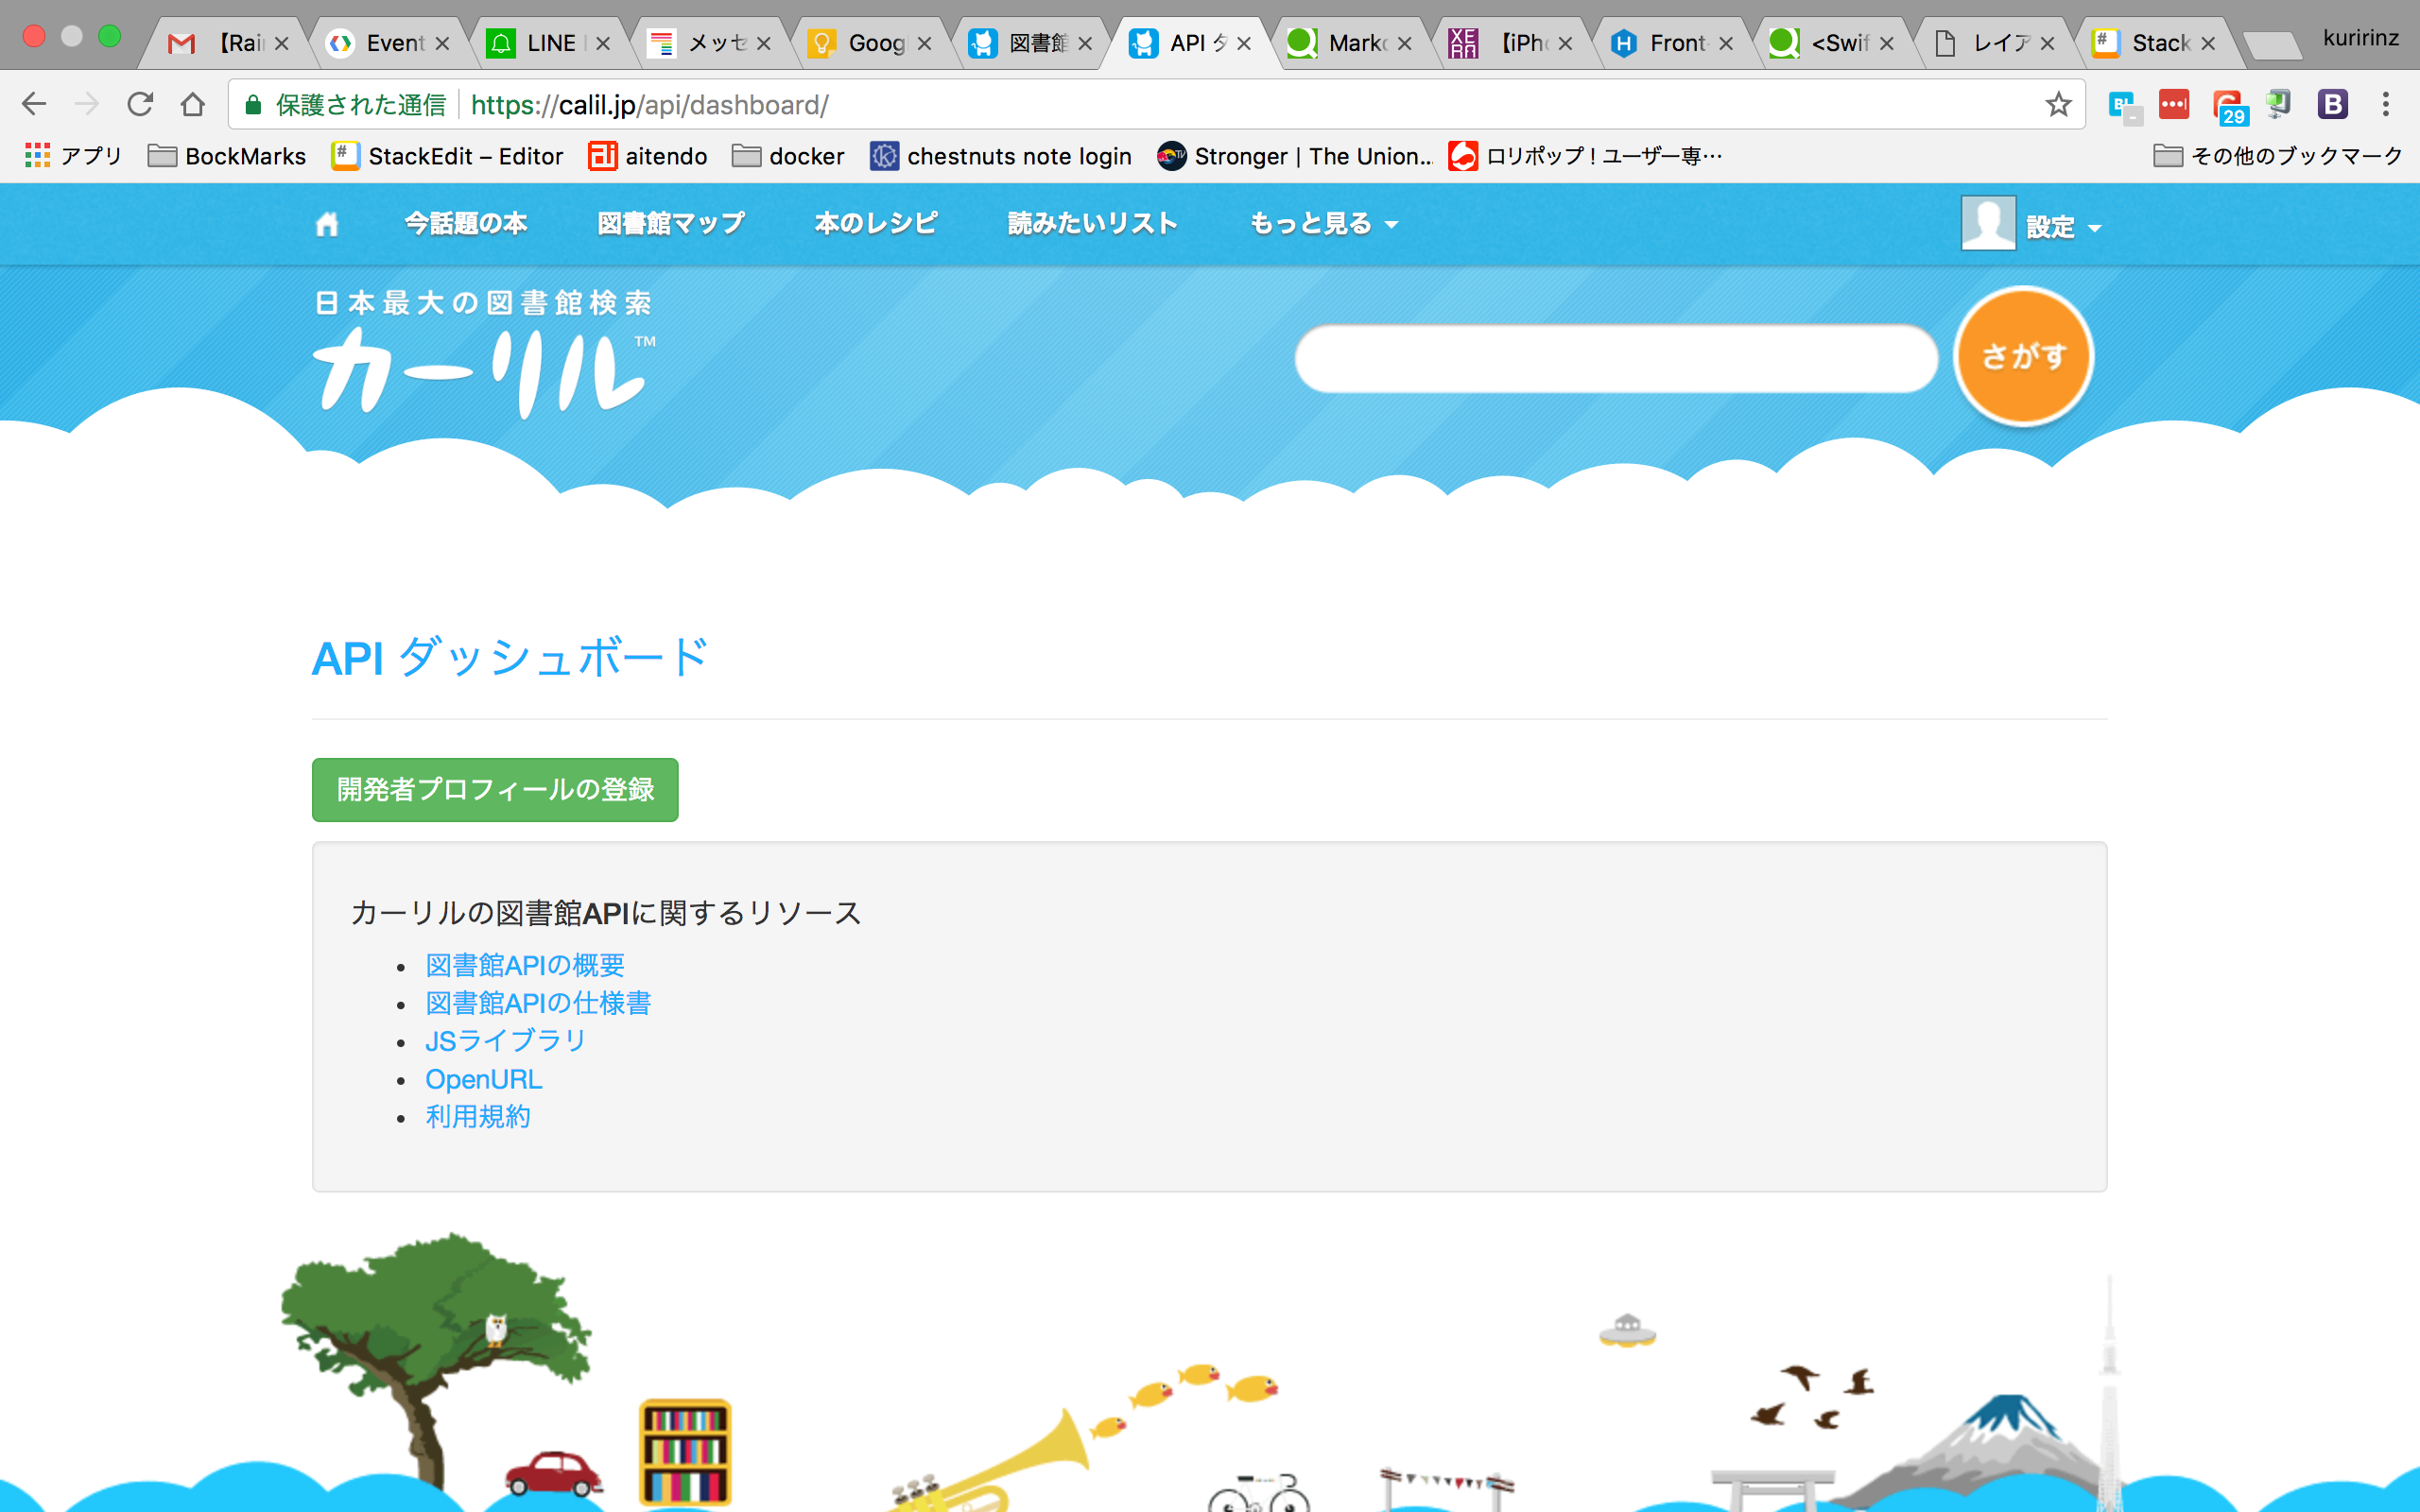 【Rai
Event
LINE
メッセ
Goog
図書館
API ダ
Mark
【iPh
Front
<Swif
レイア
Stack
kuririnz
保護された通信 https://calil.jp/api/dashboard/
29
アプリ BockMarks StackEdit – Editor aitendo docker chestnuts note login Stronger | The Union… ロリポップ！ユーザー専… その他のブックマーク
今話題の本 図書館マップ 本のレシピ 読みたいリスト もっと見る 設定
日本最大の図書館検索
カーリル™
さがす
API ダッシュボード
開発者プロフィールの登録
カーリルの図書館APIに関するリソース
図書館APIの概要
図書館APIの仕様書
JSライブラリ
OpenURL
利用規約